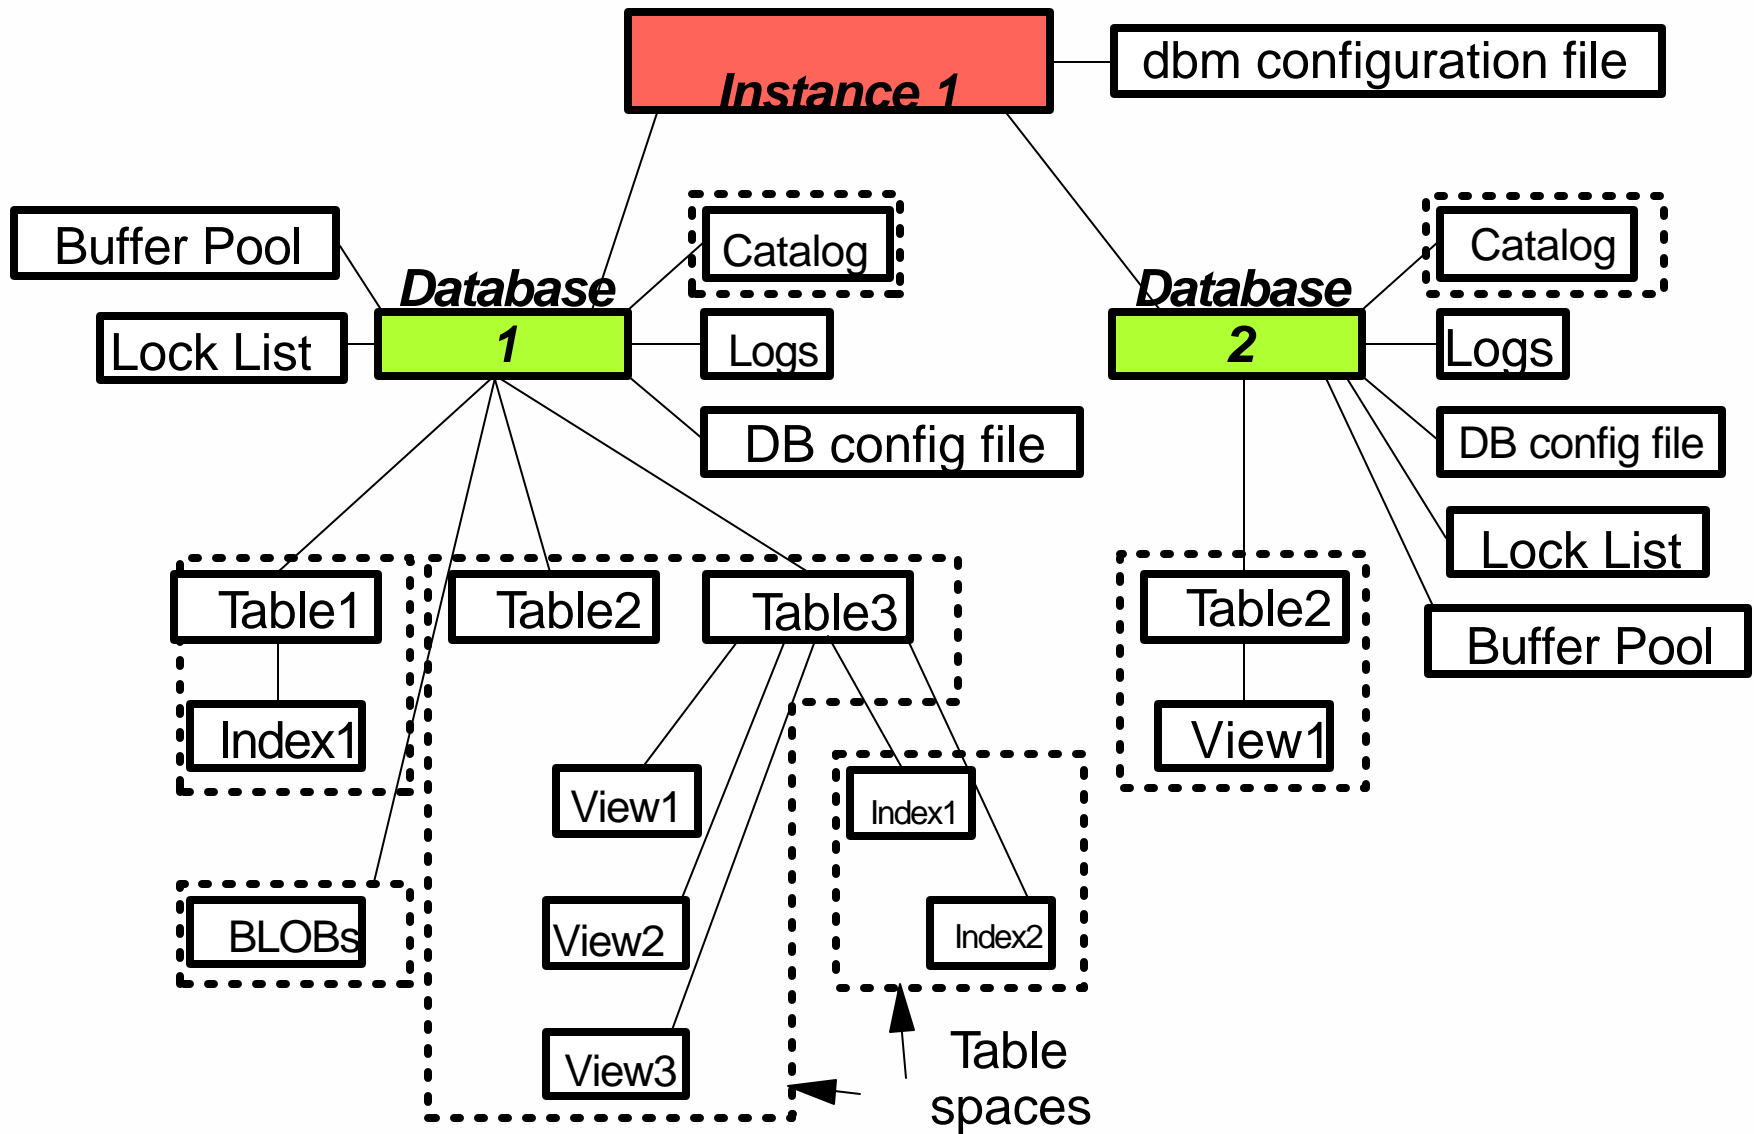 Instance 1
dbm configuration file
Buffer Pool
Catalog
Catalog
Database
1
Database
2
Lock List
Logs
Logs
DB config file
DB config file
Lock List
Table1
Table2
Table3
Table2
Buffer Pool
Index1
View1
View1
Index1
BLOBs
View2
Index2
View3
Table
spaces